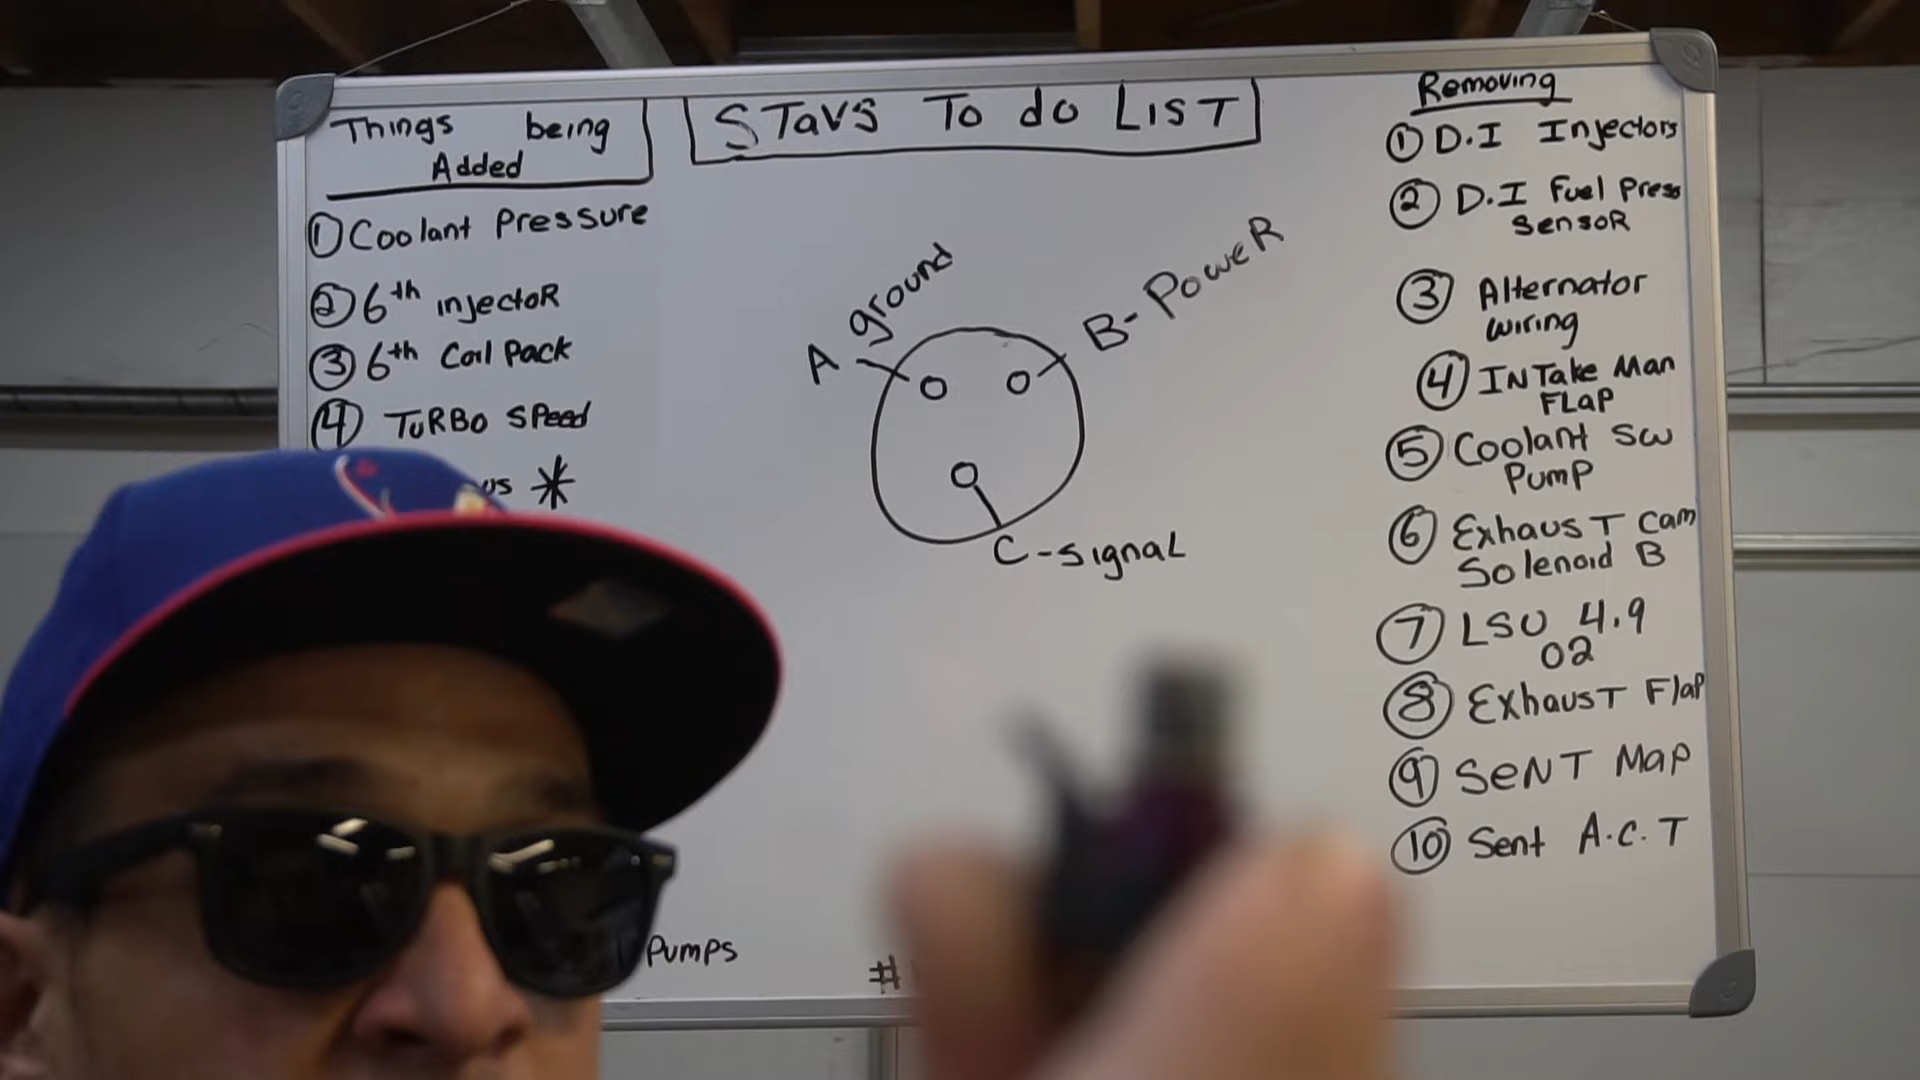 Things being
Added
① Coolant Pressure
② 6th injectoR
③ 6th Coil Pack
④ TuRBo SPeed
us *
Pumps
STavS To do LIST
A ground
B-PoweR
C-signaL
#
Removing
① D.I Injectors
② D.I Fuel Press
SensoR
③ Alternator
wiring
④ INTake Man
FLaP
⑤ Coolant SW
PumP
⑥ ExhausT Cam
Solenoid B
⑦ LSU 4.9
O2
⑧ ExhausT Flap
⑨ SeNT Map
⑩ Sent A.C.T